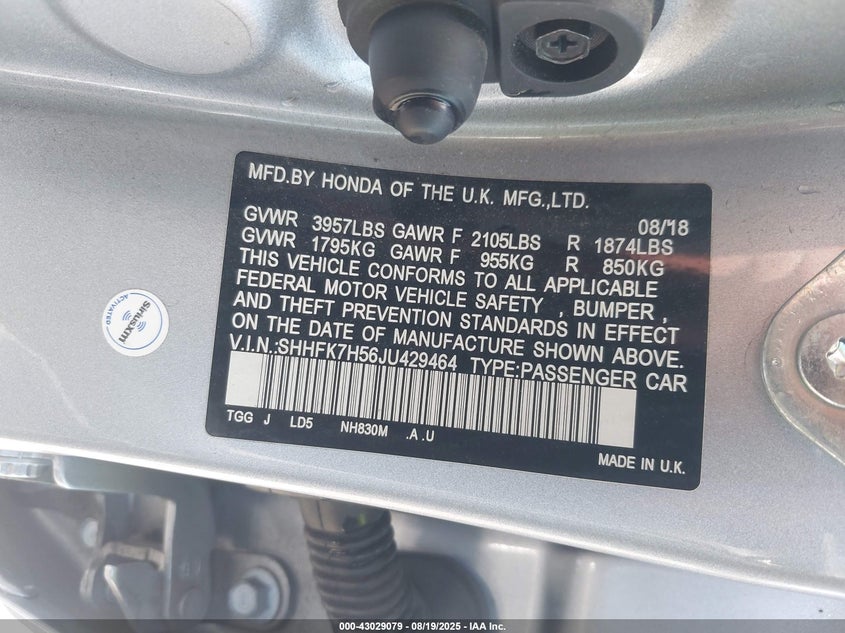 MFD.BY HONDA OF THE U.K. MFG.,LTD.
08/18
GVWR 3957LBS GAWR F 2105LBS R 1874LBS
GVWR 1795KG GAWR F 955KG R 850KG
THIS VEHICLE CONFORMS TO ALL APPLICABLE
FEDERAL MOTOR VEHICLE SAFETY , BUMPER ,
AND THEFT PREVENTION STANDARDS IN EFFECT
ON THE DATE OF MANUFACTURE SHOWN ABOVE.
V.I.N.:SHHFK7H56JU429464 TYPE:PASSENGER CAR
TGG J LD5 NH830M .A .U
MADE IN U.K.
((SiriusXM))
ACTIVATED
000-43029079 - 08/19/2025 - IAA Inc.